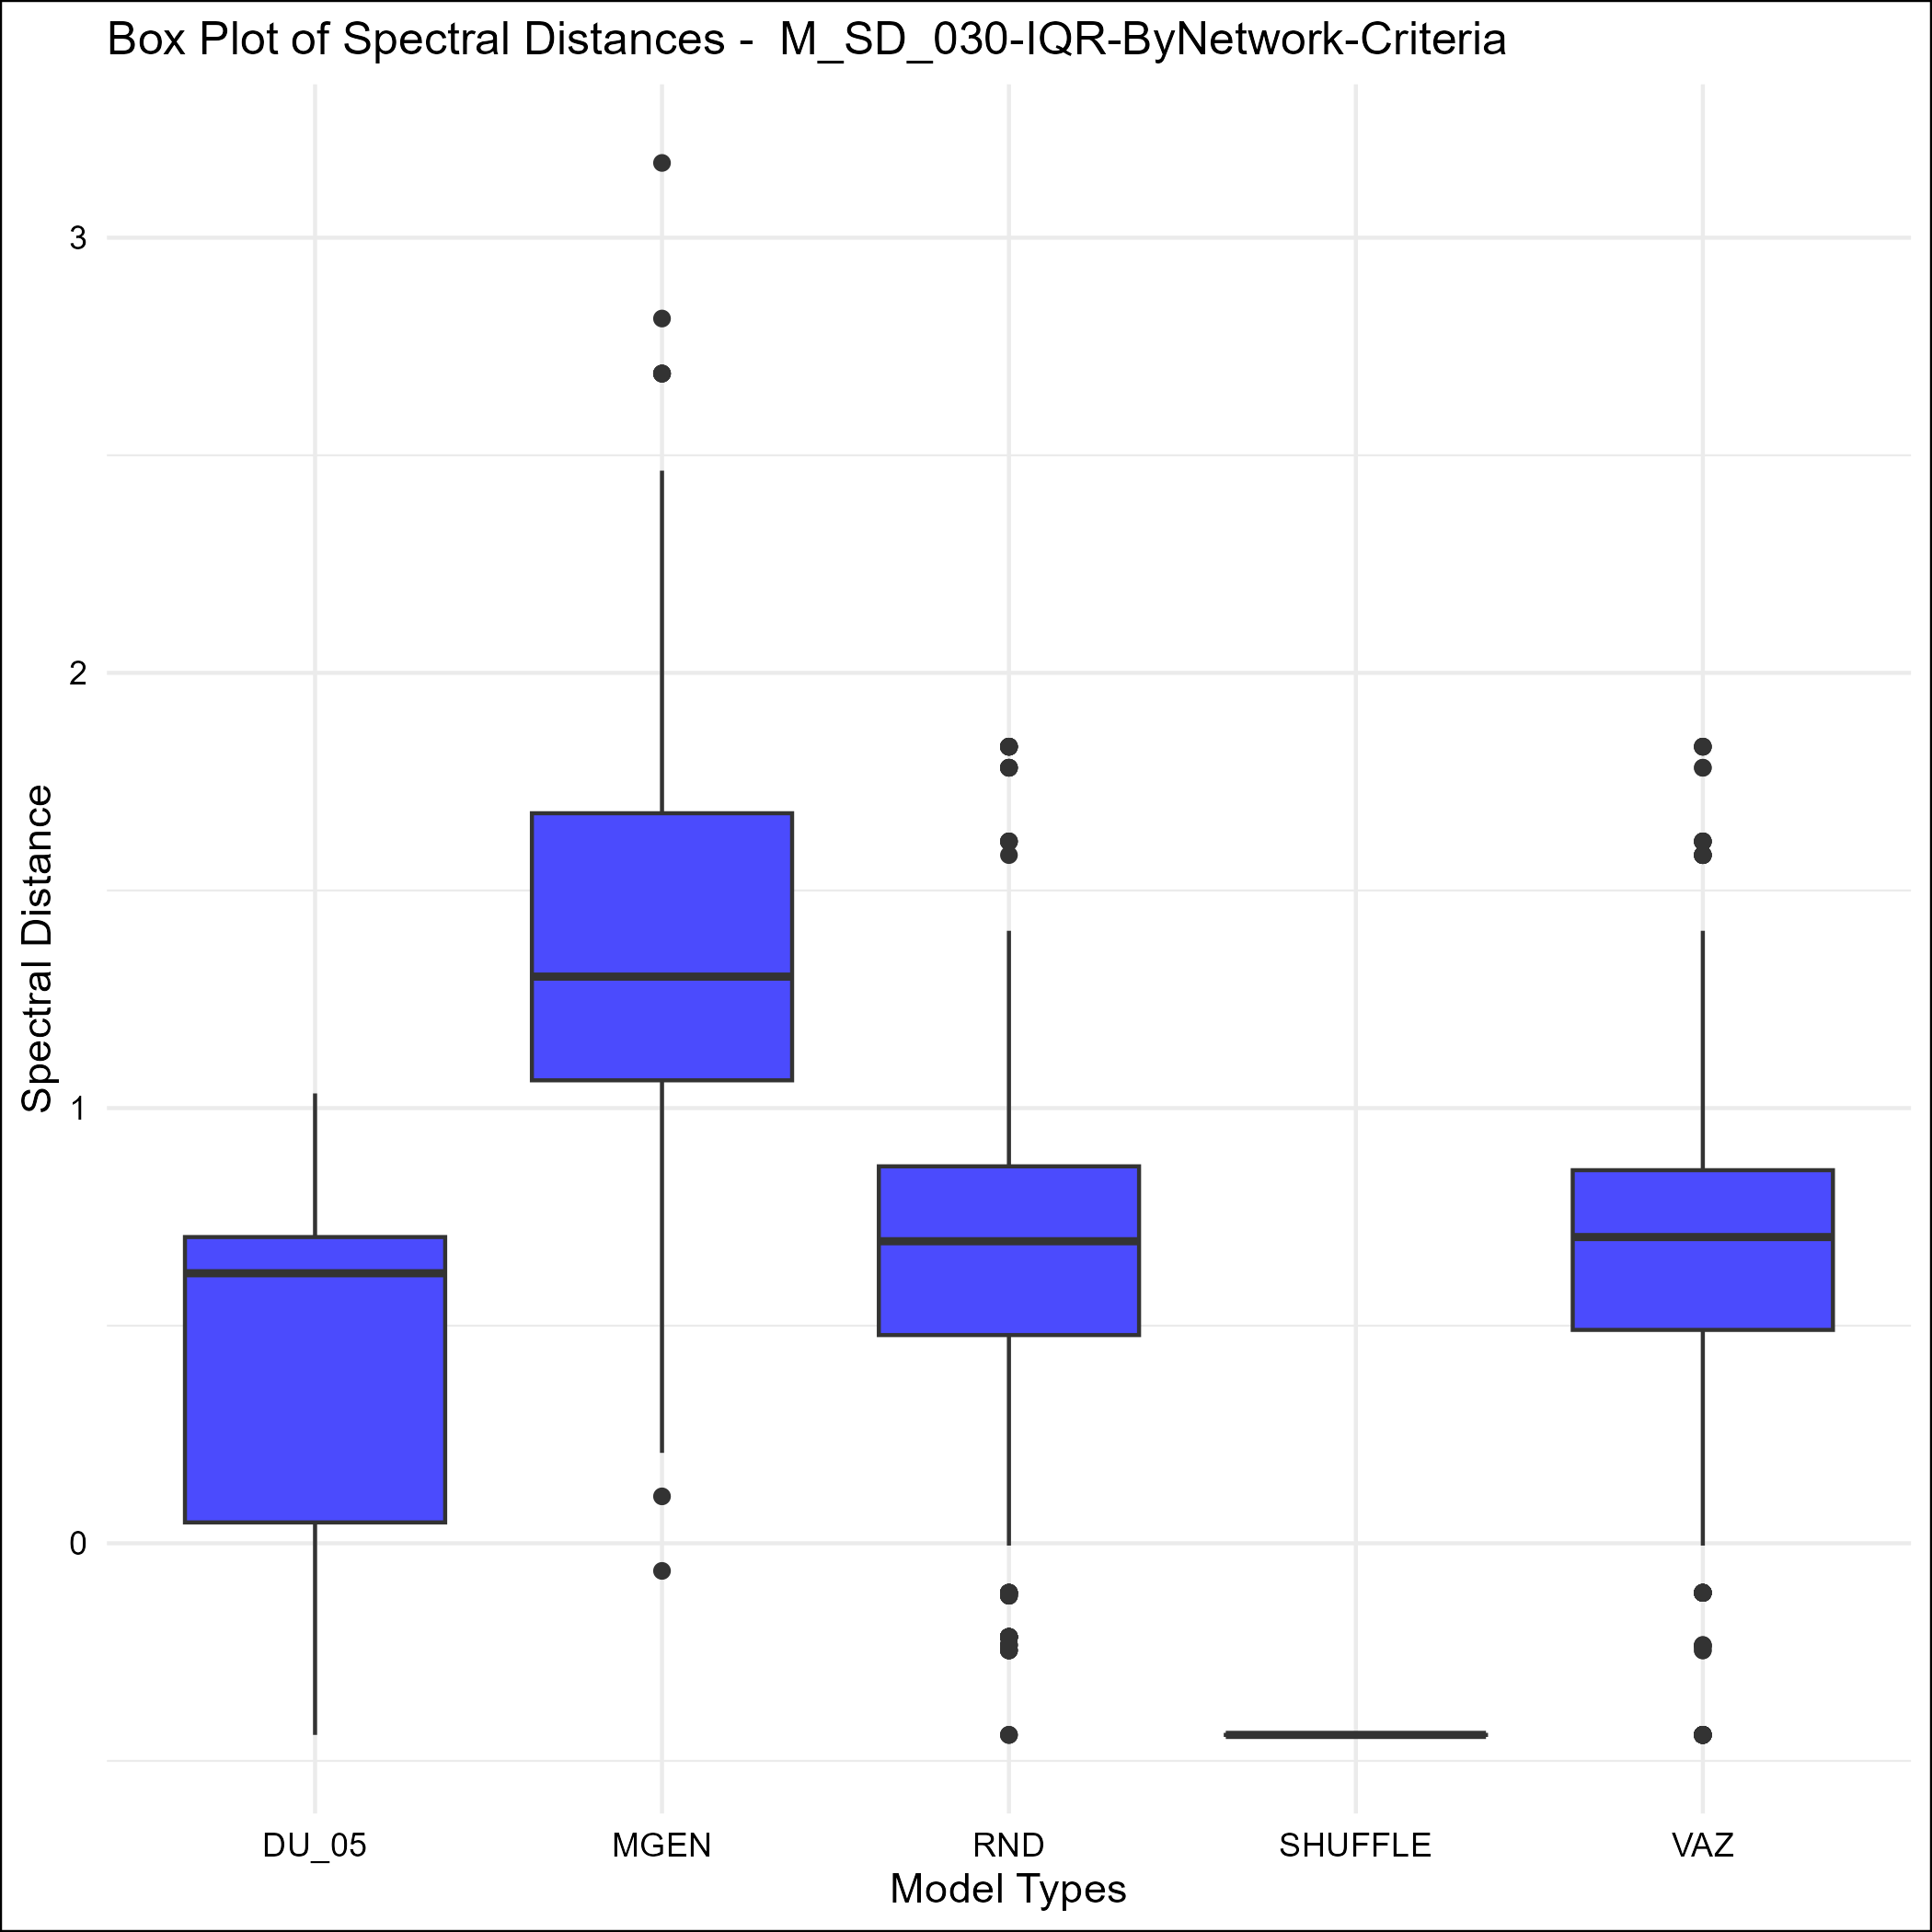 Box Plot of Spectral Distances -  M_SD_030-IQR-ByNetwork-Criteria
Spectral Distance
3
2
1
0
DU_05 MGEN RND SHUFFLE VAZ
Model Types